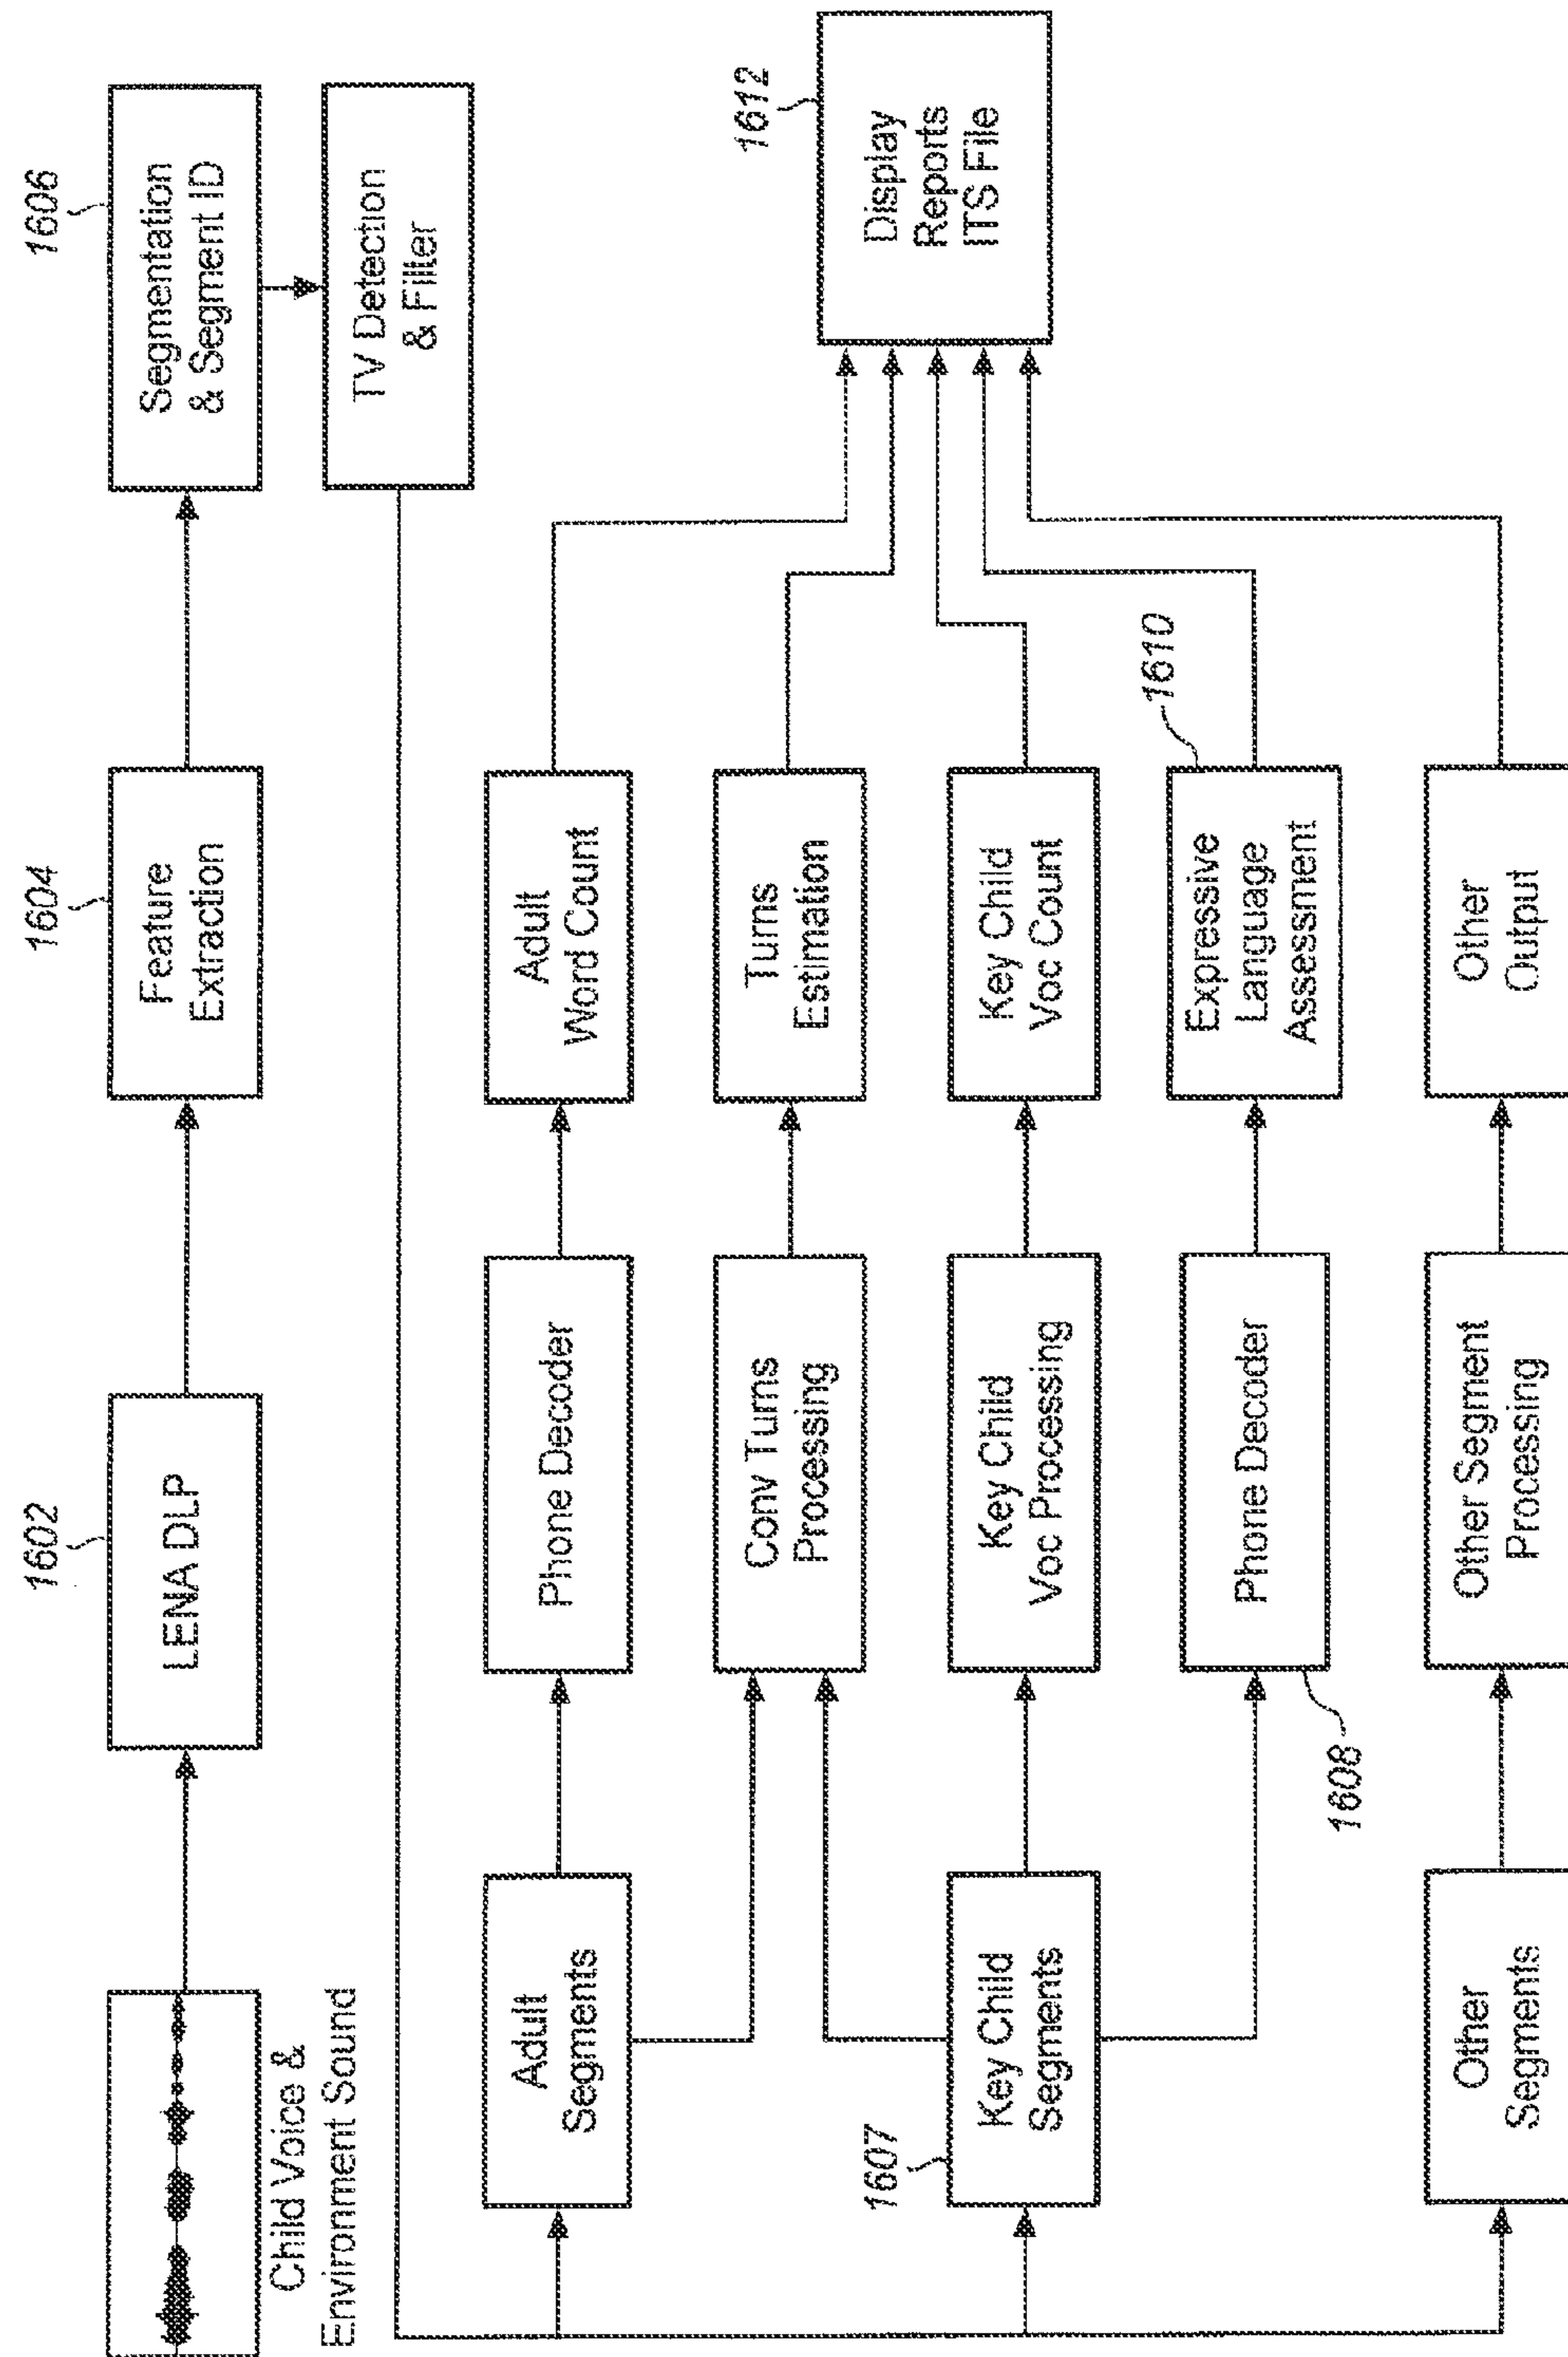 1602
1604
1606
LENA DLP
Feature
Extraction
Segmentation
& Segment ID
Child Voice &
Environment Sound
TV Detection
& Filter
Adult
Segments
Phone Decoder
Adult
Word Count
Conv Turns
Processing
Turns
Estimation
1612
Display
Reports
ITS File
1607
Key Child
Segments
Key Child
Voc Processing
Key Child
Voc Count
1610
Phone Decoder
Expressive
Language
Assessment
1608
Other
Segments
Other Segment
Processing
Other
Output